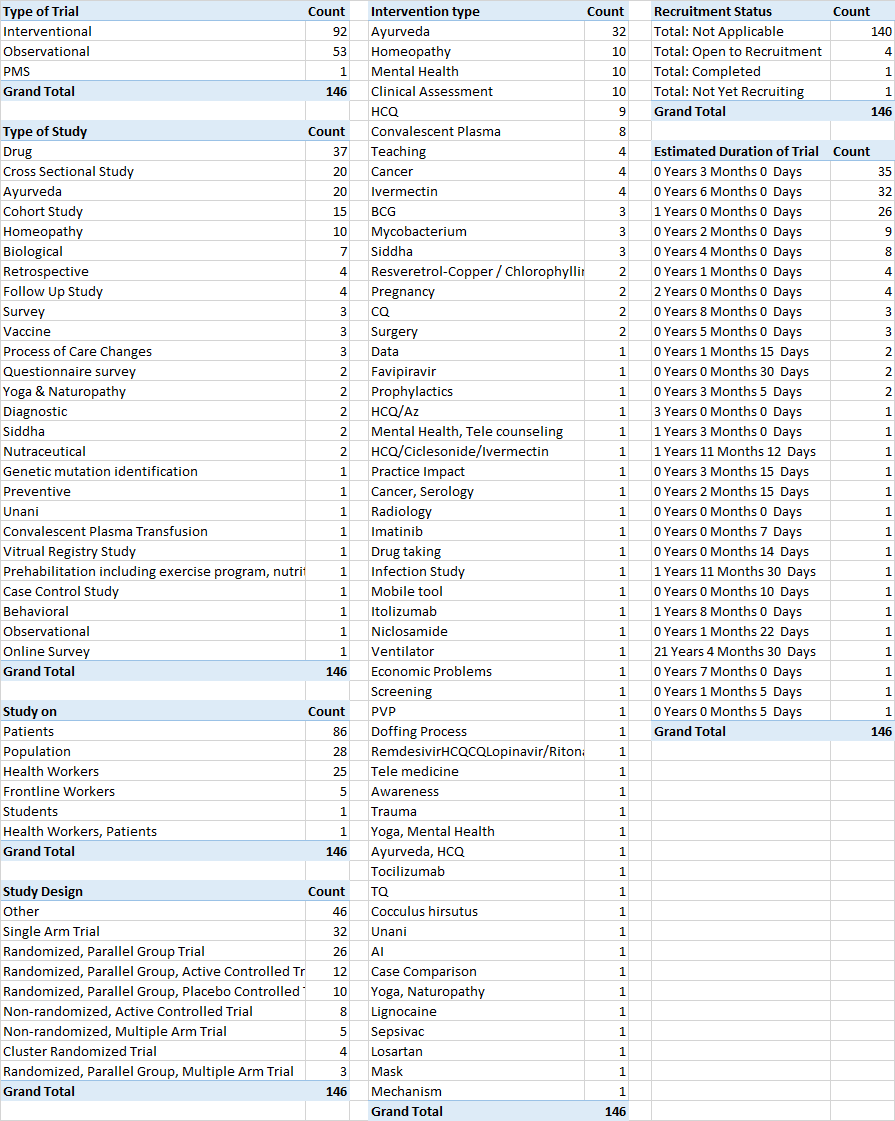 Type of Trial Count
Interventional 92
Observational 53
PMS 1
Grand Total 146
Type of Study Count
Drug 37
Cross Sectional Study 20
Ayurveda 20
Cohort Study 15
Homeopathy 10
Biological 7
Retrospective 4
Follow Up Study 4
Survey 3
Vaccine 3
Process of Care Changes 3
Questionnaire survey 2
Yoga & Naturopathy 2
Diagnostic 2
Siddha 2
Nutraceutical 2
Genetic mutation identification 1
Preventive 1
Unani 1
Convalescent Plasma Transfusion 1
Vitrual Registry Study 1
Prehabilitation including exercise program, nutrit 1
Case Control Study 1
Behavioral 1
Observational 1
Online Survey 1
Grand Total 146
Study on Count
Patients 86
Population 28
Health Workers 25
Frontline Workers 5
Students 1
Health Workers, Patients 1
Grand Total 146
Study Design Count
Other 46
Single Arm Trial 32
Randomized, Parallel Group Trial 26
Randomized, Parallel Group, Active Controlled Tr 12
Randomized, Parallel Group, Placebo Controlled 10
Non-randomized, Active Controlled Trial 8
Non-randomized, Multiple Arm Trial 5
Cluster Randomized Trial 4
Randomized, Parallel Group, Multiple Arm Trial 3
Grand Total 146
Intervention type Count
Ayurveda 32
Homeopathy 10
Mental Health 10
Clinical Assessment 10
HCQ 9
Convalescent Plasma 8
Teaching 4
Cancer 4
Ivermectin 4
BCG 3
Mycobacterium 3
Siddha 3
Resveretrol-Copper / Chlorophyllin 2
Pregnancy 2
CQ 2
Surgery 2
Data 1
Favipiravir 1
Prophylactics 1
HCQ/Az 1
Mental Health, Tele counseling 1
HCQ/Ciclesonide/Ivermectin 1
Practice Impact 1
Cancer, Serology 1
Radiology 1
Imatinib 1
Drug taking 1
Infection Study 1
Mobile tool 1
Itolizumab 1
Niclosamide 1
Ventilator 1
Economic Problems 1
Screening 1
PVP 1
Doffing Process 1
RemdesivirHCQCQLopinavir/Ritona 1
Tele medicine 1
Awareness 1
Trauma 1
Yoga, Mental Health 1
Ayurveda, HCQ 1
Tocilizumab 1
TQ 1
Cocculus hirsutus 1
Unani 1
AI 1
Case Comparison 1
Yoga, Naturopathy 1
Lignocaine 1
Sepsivac 1
Losartan 1
Mask 1
Mechanism 1
Grand Total 146
Recruitment Status Count
Total: Not Applicable 140
Total: Open to Recruitment 4
Total: Completed 1
Total: Not Yet Recruiting 1
Grand Total 146
Estimated Duration of Trial Count
0 Years 3 Months 0 Days 35
0 Years 6 Months 0 Days 32
1 Years 0 Months 0 Days 26
0 Years 2 Months 0 Days 9
0 Years 4 Months 0 Days 8
0 Years 1 Months 0 Days 4
2 Years 0 Months 0 Days 4
0 Years 8 Months 0 Days 3
0 Years 5 Months 0 Days 3
0 Years 1 Months 15 Days 2
0 Years 0 Months 30 Days 2
0 Years 3 Months 5 Days 2
3 Years 0 Months 0 Days 1
1 Years 3 Months 0 Days 1
1 Years 11 Months 12 Days 1
0 Years 3 Months 15 Days 1
0 Years 2 Months 15 Days 1
0 Years 0 Months 0 Days 1
0 Years 0 Months 7 Days 1
0 Years 0 Months 14 Days 1
1 Years 11 Months 30 Days 1
0 Years 0 Months 10 Days 1
1 Years 8 Months 0 Days 1
0 Years 1 Months 22 Days 1
21 Years 4 Months 30 Days 1
0 Years 7 Months 0 Days 1
0 Years 1 Months 5 Days 1
0 Years 0 Months 5 Days 1
Grand Total 146